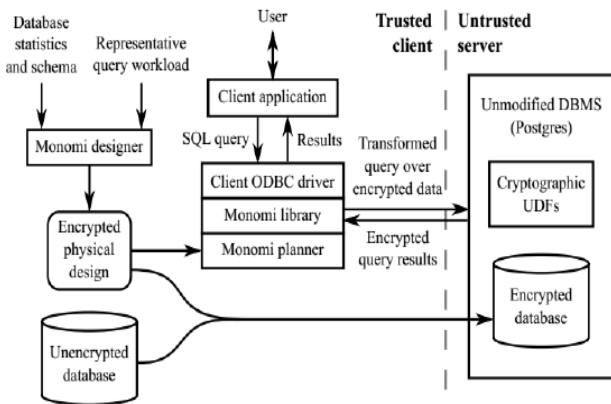 Database
statistics
and schema
Representative
query workload
User
Trusted
client
Untrusted
server
Monomi designer
Client application
SQL query
Results
Unmodified DBMS
(Postgres)
Transformed
query over
encrypted data
Client ODBC driver
Monomi library
Monomi planner
Cryptographic
UDFs
Encrypted
physical
design
Encrypted
query results
Encrypted
database
Unencrypted
database